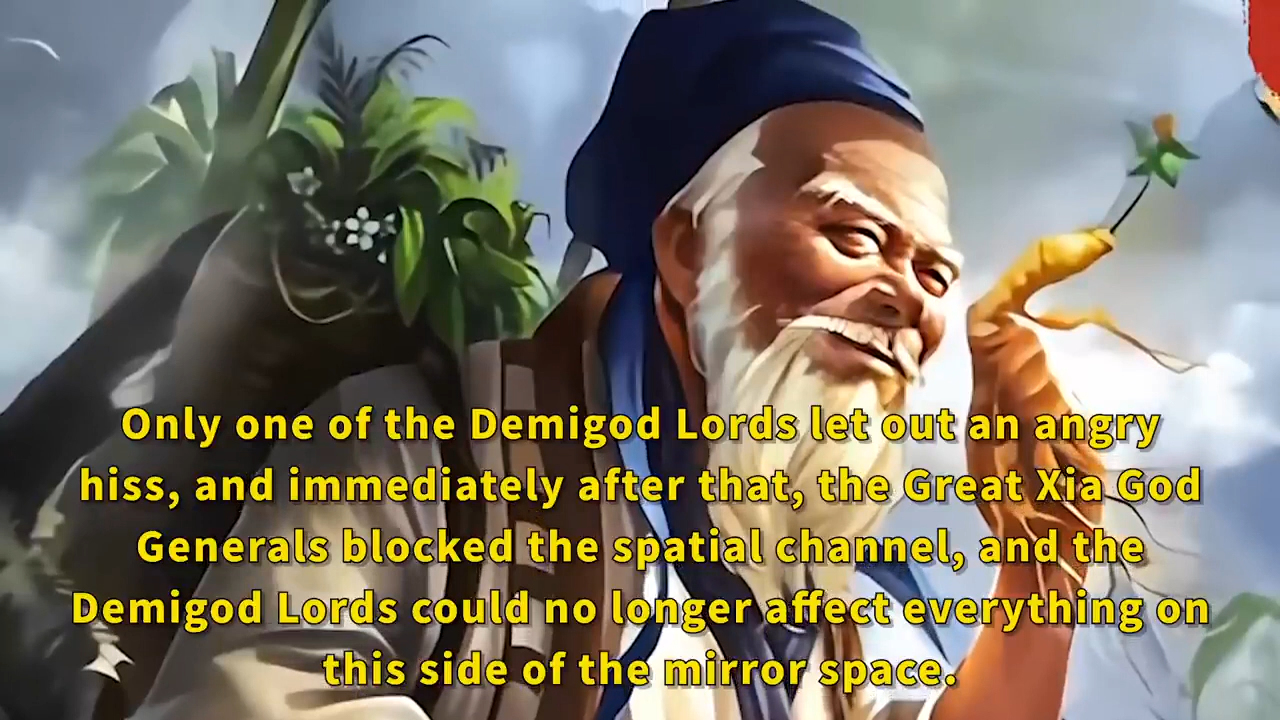 Only one of the Demigod Lords let out an angry
hiss, and immediately after that, the Great Xia God
Generals blocked the spatial channel, and the
Demigod Lords could no longer affect everything on
this side of the mirror space.